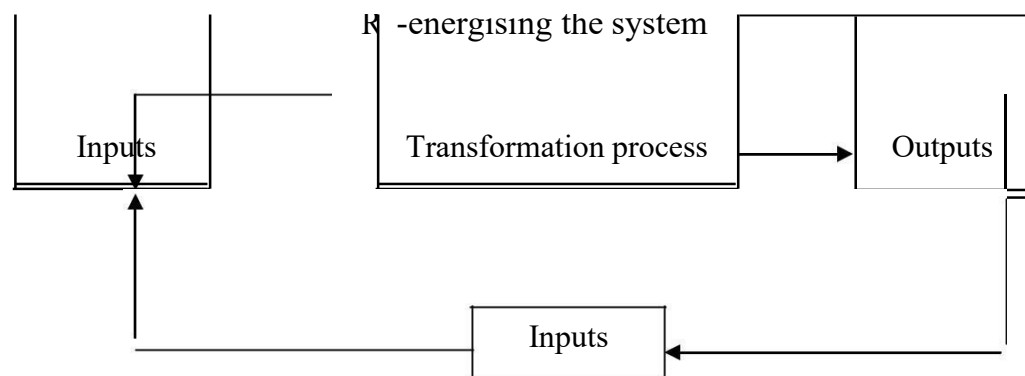 R -energising the system
Inputs Transformation process Outputs
Inputs